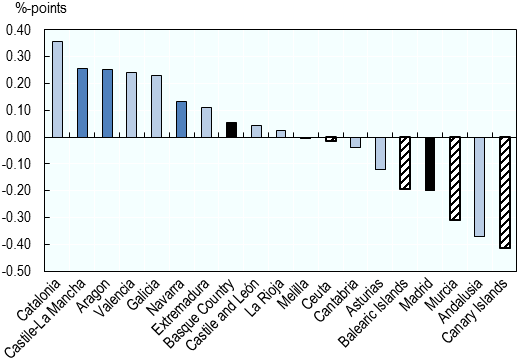 %-points
0.40
0.30
0.20
0.10
0.00
-0.10
-0.20
-0.30
-0.40
-0.50
Catalonia
Castile-La Mancha
Aragon
Valencia
Galicia
Navarra
Extremadura
Basque Country
Castile and León
La Rioja
Melilla
Ceuta
Cantabria
Asturias
Balearic Islands
Madrid
Murcia
Andalusia
Canary Islands